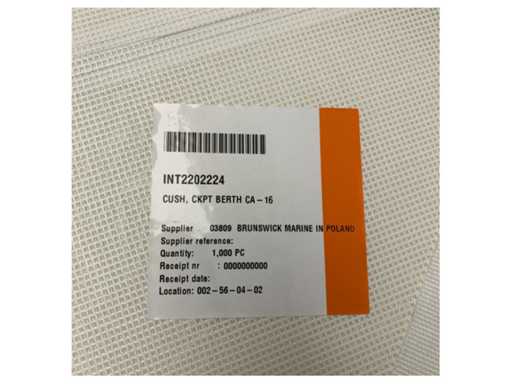 INT2202224
CUSH, CKPT BERTH CA-16
Supplier 03809 BRUNSWICK MARINE IN POLAND
Supplier reference:
Quantity: 1,000 PC
Receipt nr : 0000000000
Receipt date:
Location: 002-56-04-02